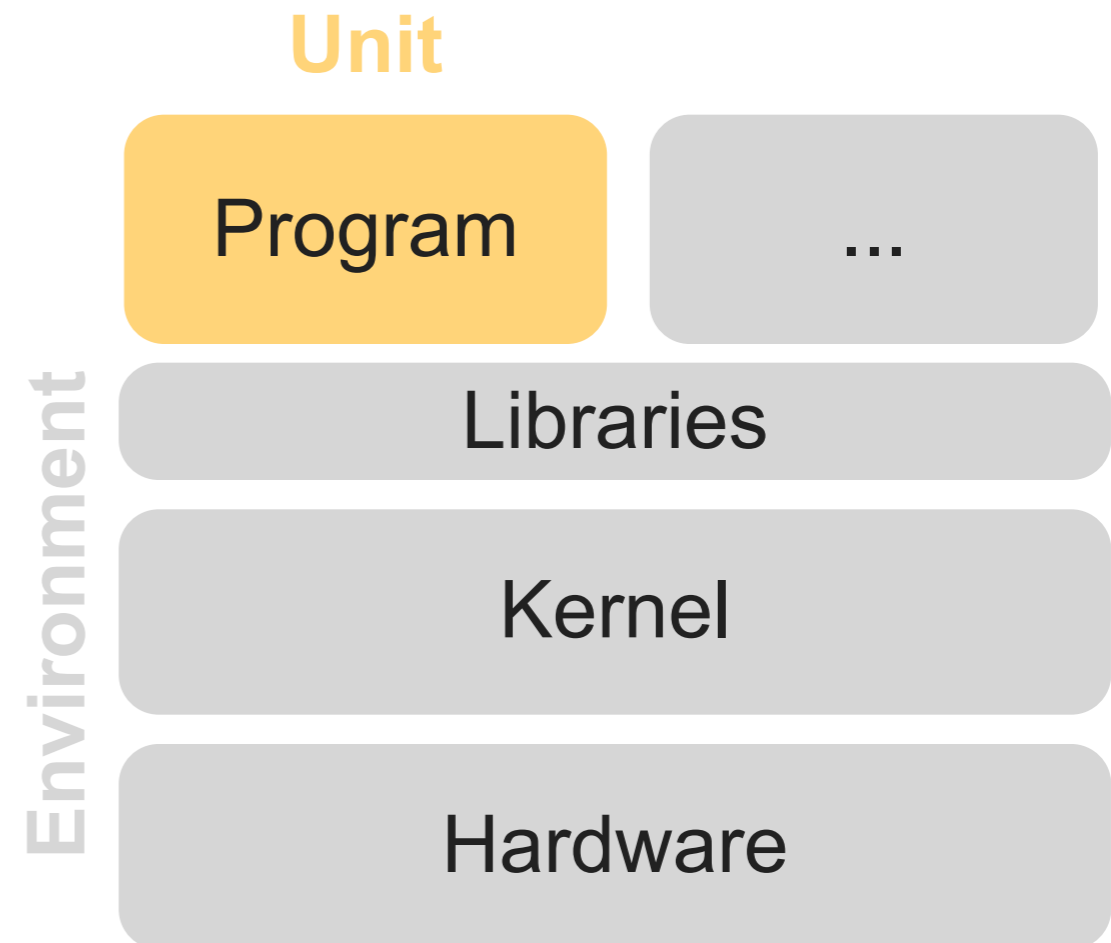 Unit
Program
...
Environment
Libraries
Kernel
Hardware